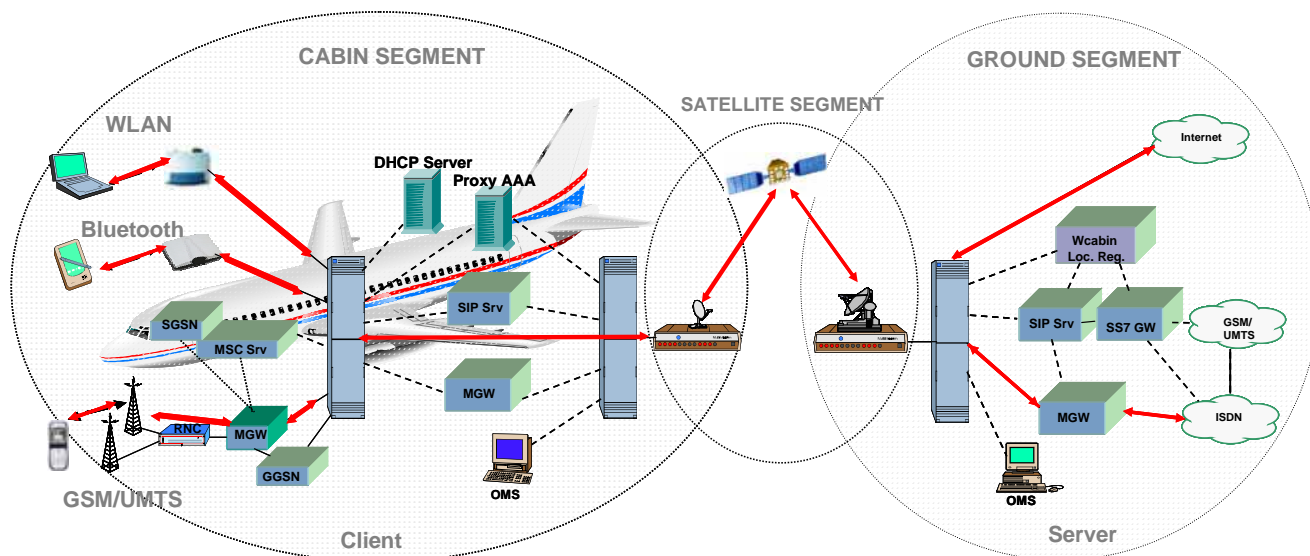 CABIN SEGMENT
GROUND SEGMENT
SATELLITE SEGMENT
WLAN
DHCP Server
Proxy AAA
Internet
Bluetooth
Wcabin
Loc. Reg.
SIP Srv
SGSN
MSC Srv
SIP Srv
SS7 GW
GSM/
UMTS
MGW
MGW
ISDN
RNC
MGW
GGSN
OMS
OMS
GSM/UMTS
Client
Server